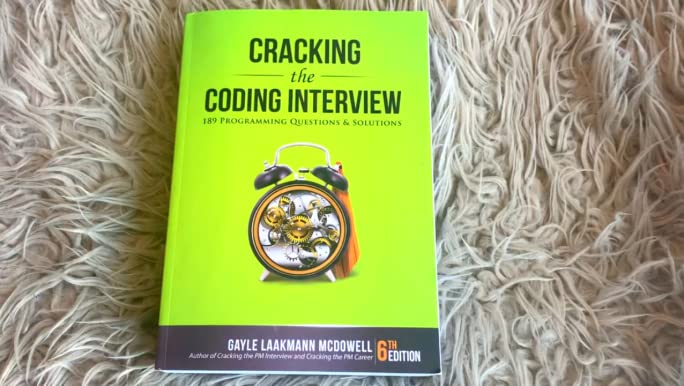 CRACKING
the
CODING INTERVIEW
189 PROGRAMMING QUESTIONS & SOLUTIONS
GAYLE LAAKMANN MCDOWELL
Author of Cracking the PM Interview and Cracking the PM Career
6TH
EDITION